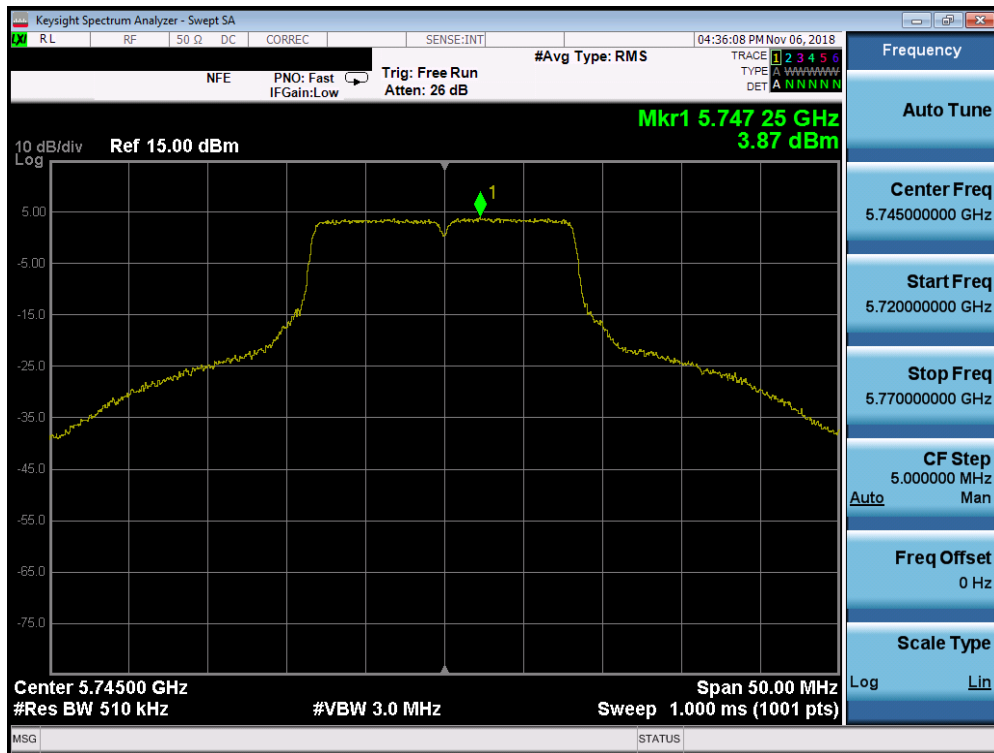 Keysight Spectrum Analyzer - Swept SA
LXI RL RF 50 Ω DC CORREC SENSE:INT 04:36:08 PM Nov 06, 2018
#Avg Type: RMS TRACE 1 2 3 4 5 6
NFE PNO: Fast Trig: Free Run TYPE A WWWWW
IFGain:Low Atten: 26 dB DET A N N N N N
Mkr1 5.747 25 GHz
3.87 dBm
10 dB/div Ref 15.00 dBm
Log
1
5.00
-5.00
-15.0
-25.0
-35.0
-45.0
-55.0
-65.0
-75.0
Center 5.74500 GHz Span 50.00 MHz
#Res BW 510 kHz #VBW 3.0 MHz Sweep 1.000 ms (1001 pts)
MSG STATUS
Frequency
Auto Tune
Center Freq
5.745000000 GHz
Start Freq
5.720000000 GHz
Stop Freq
5.770000000 GHz
CF Step
5.000000 MHz
Auto Man
Freq Offset
0 Hz
Scale Type
Log Lin